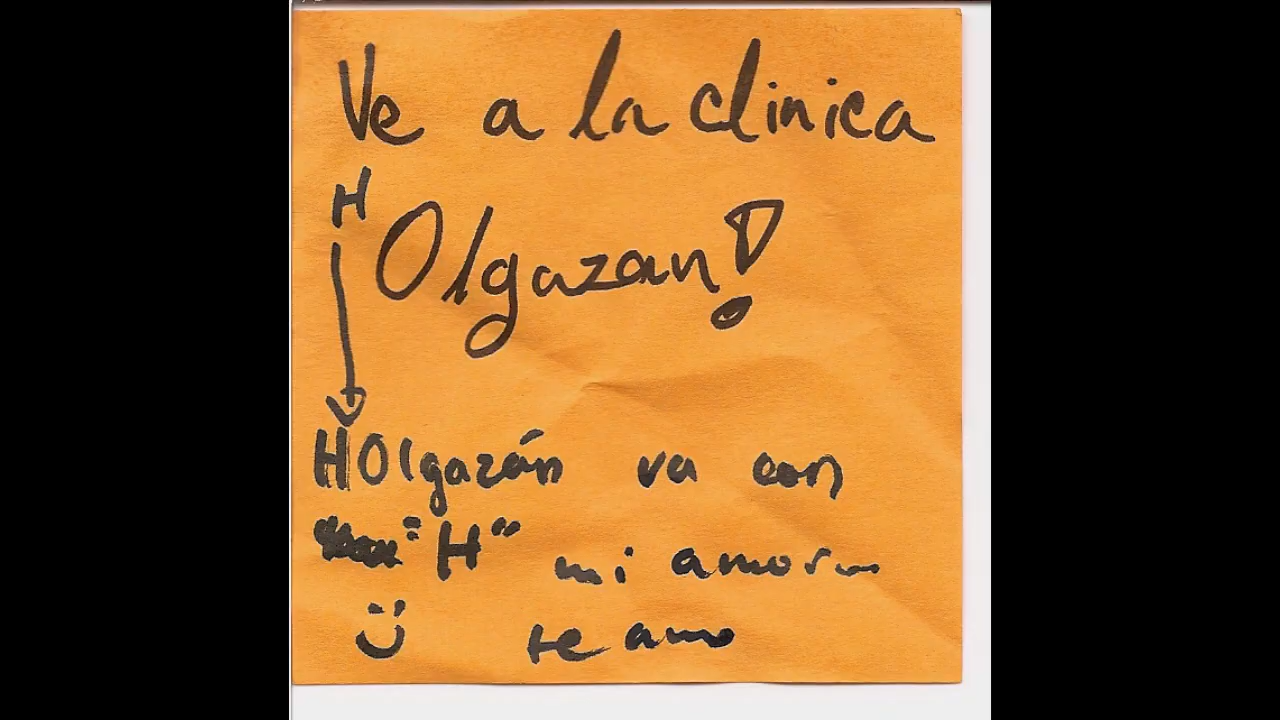 Ve a la clinica
H
Olgazan!
HOlgazán va con
"H" mi amor
te amo